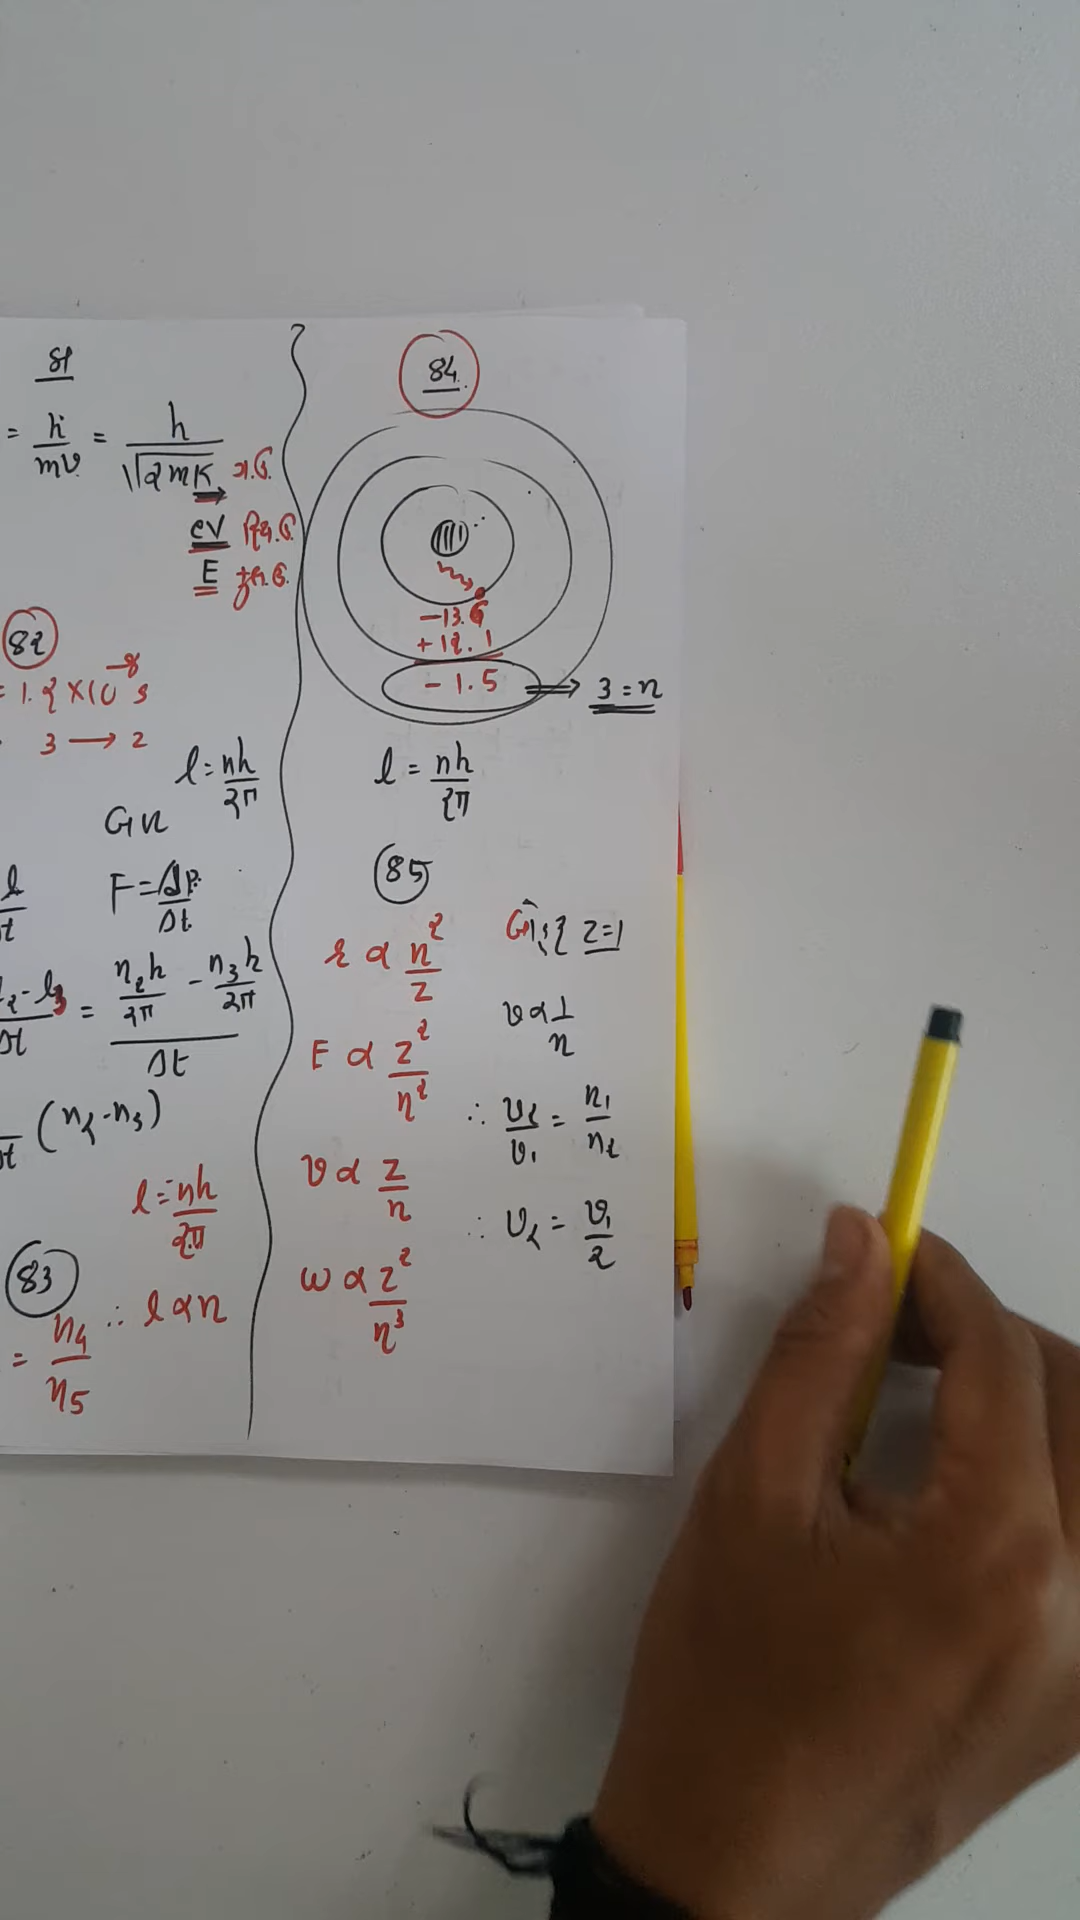 81
= h/mv = h/√2mK
eV
E
82
= 1.2 × 10⁻⁸ s
3 → 2
l = nh/2π
F = Δp/Δt
= (n₂h/2π − n₃h/2π)/Δt
(n₂ - n₃)
l = nh/2π
83
∴ l ∝ n
= n₄/n₅
84
−13.6
+12.1
−1.5 ⇒ 3 = n
l = nh/2π
85
r ∝ n²/z
E ∝ z²/n²
v ∝ z/n
ω ∝ z²/n³
z=1
v ∝ 1/n
∴ v₂/v₁ = n₁/n₂
∴ v₂ = v₁/2